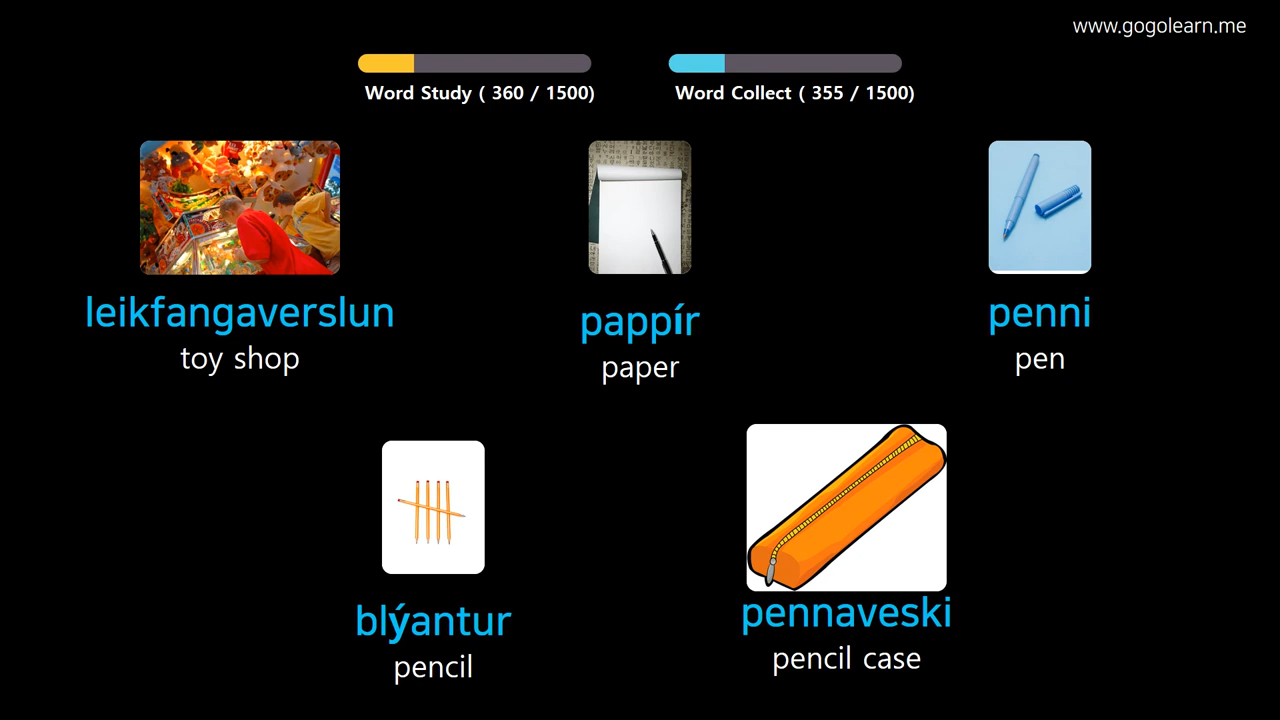 www.gogolearn.me
Word Study ( 360 / 1500)
Word Collect ( 355 / 1500)
leikfangaverslun
toy shop
pappír
paper
penni
pen
blýantur
pencil
pennaveski
pencil case